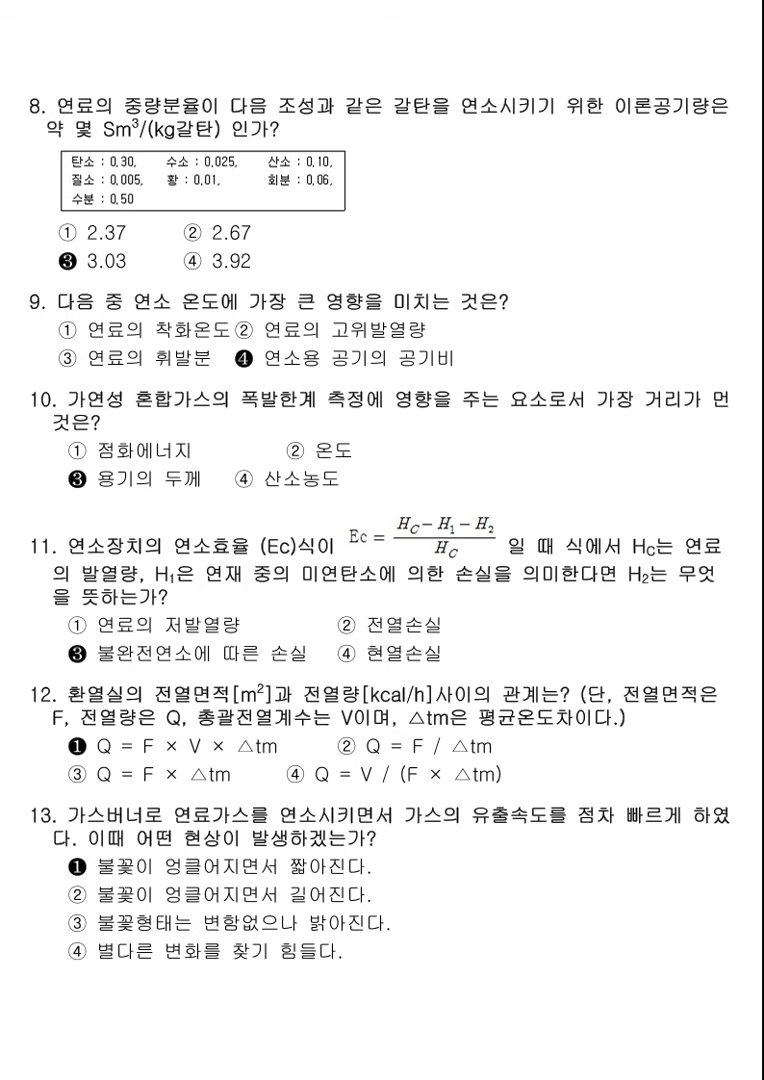 8. 연료의 중량분율이 다음 조성과 같은 갈탄을 연소시키기 위한 이론공기량은
약 몇 Sm³/(kg갈탄) 인가?
탄소 : 0.30, 수소 : 0.025, 산소 : 0.10,
질소 : 0.005, 황 : 0.01, 회분 : 0.06,
수분 : 0.50
① 2.37 ② 2.67
❸ 3.03 ④ 3.92
9. 다음 중 연소 온도에 가장 큰 영향을 미치는 것은?
① 연료의 착화온도② 연료의 고위발열량
③ 연료의 휘발분 ❹ 연소용 공기의 공기비
10. 가연성 혼합가스의 폭발한계 측정에 영향을 주는 요소로서 가장 거리가 먼
것은?
① 점화에너지 ② 온도
❸ 용기의 두께 ④ 산소농도
11. 연소장치의 연소효율 (Ec)식이 Ec = (H_C − H₁ − H₂) / H_C 일 때 식에서 H_C는 연료
의 발열량, H₁은 연재 중의 미연탄소에 의한 손실을 의미한다면 H₂는 무엇
을 뜻하는가?
① 연료의 저발열량 ② 전열손실
❸ 불완전연소에 따른 손실 ④ 현열손실
12. 환열실의 전열면적[m²]과 전열량[kcal/h]사이의 관계는? (단, 전열면적은
F, 전열량은 Q, 총괄전열계수는 V이며, △tm은 평균온도차이다.)
❶ Q = F × V × △tm ② Q = F / △tm
③ Q = F × △tm ④ Q = V / (F × △tm)
13. 가스버너로 연료가스를 연소시키면서 가스의 유출속도를 점차 빠르게 하였
다. 이때 어떤 현상이 발생하겠는가?
❶ 불꽃이 엉클어지면서 짧아진다.
② 불꽃이 엉클어지면서 길어진다.
③ 불꽃형태는 변함없으나 밝아진다.
④ 별다른 변화를 찾기 힘들다.